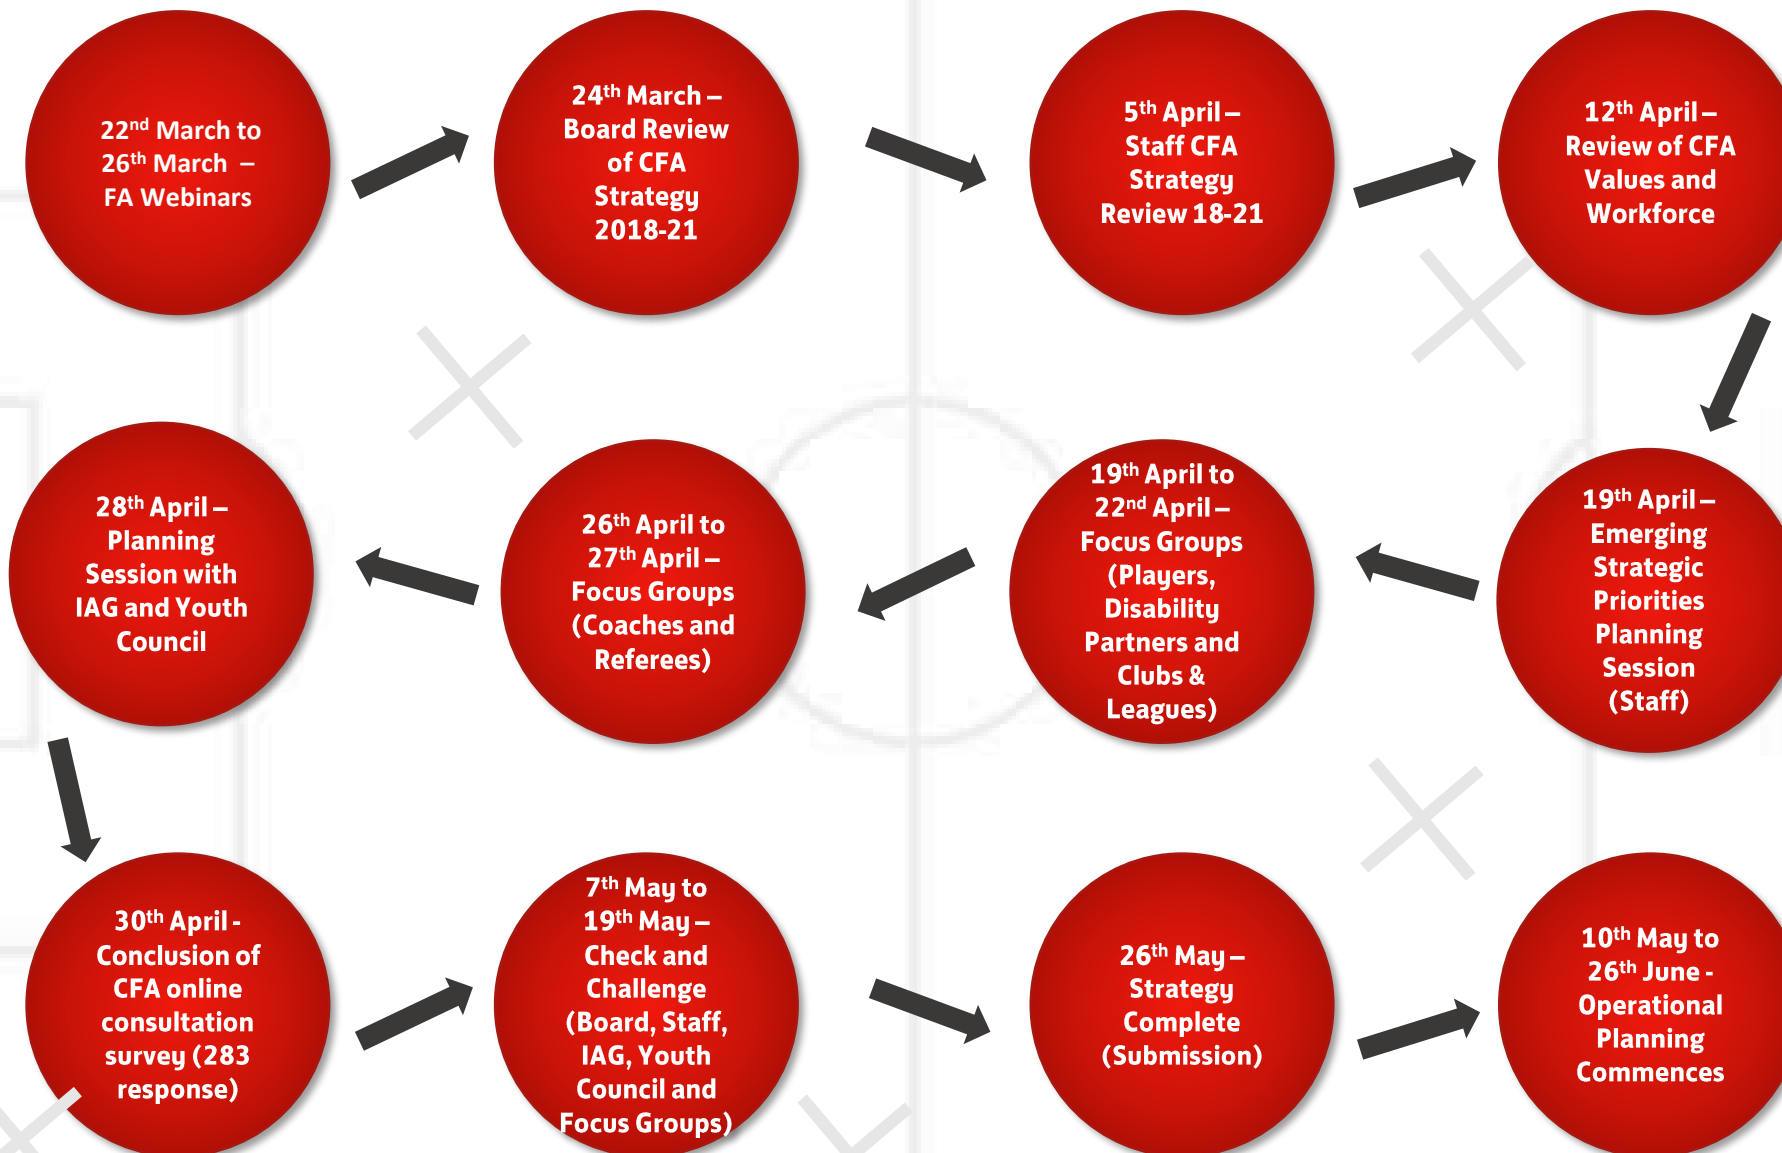 22nd March to
26th March –
FA Webinars
24th March –
Board Review
of CFA
Strategy
2018-21
5th April –
Staff CFA
Strategy
Review 18-21
12th April –
Review of CFA
Values and
Workforce
19th April –
Emerging
Strategic
Priorities
Planning
Session
(Staff)
19th April to
22nd April –
Focus Groups
(Players,
Disability
Partners and
Clubs &
Leagues)
26th April to
27th April –
Focus Groups
(Coaches and
Referees)
28th April –
Planning
Session with
IAG and Youth
Council
30th April -
Conclusion of
CFA online
consultation
survey (283
response)
7th May to
19th May –
Check and
Challenge
(Board, Staff,
IAG, Youth
Council and
Focus Groups)
26th May –
Strategy
Complete
(Submission)
10th May to
26th June -
Operational
Planning
Commences